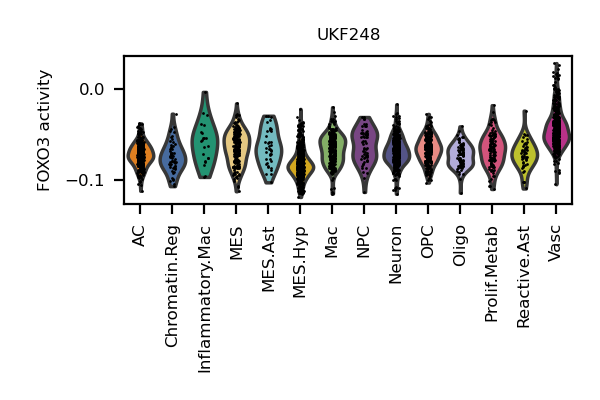 UKF248
FOXO3 activity
0.0
−0.1
AC
Chromatin.Reg
Inflammatory.Mac
MES
MES.Ast
MES.Hyp
Mac
NPC
Neuron
OPC
Oligo
Prolif.Metab
Reactive.Ast
Vasc